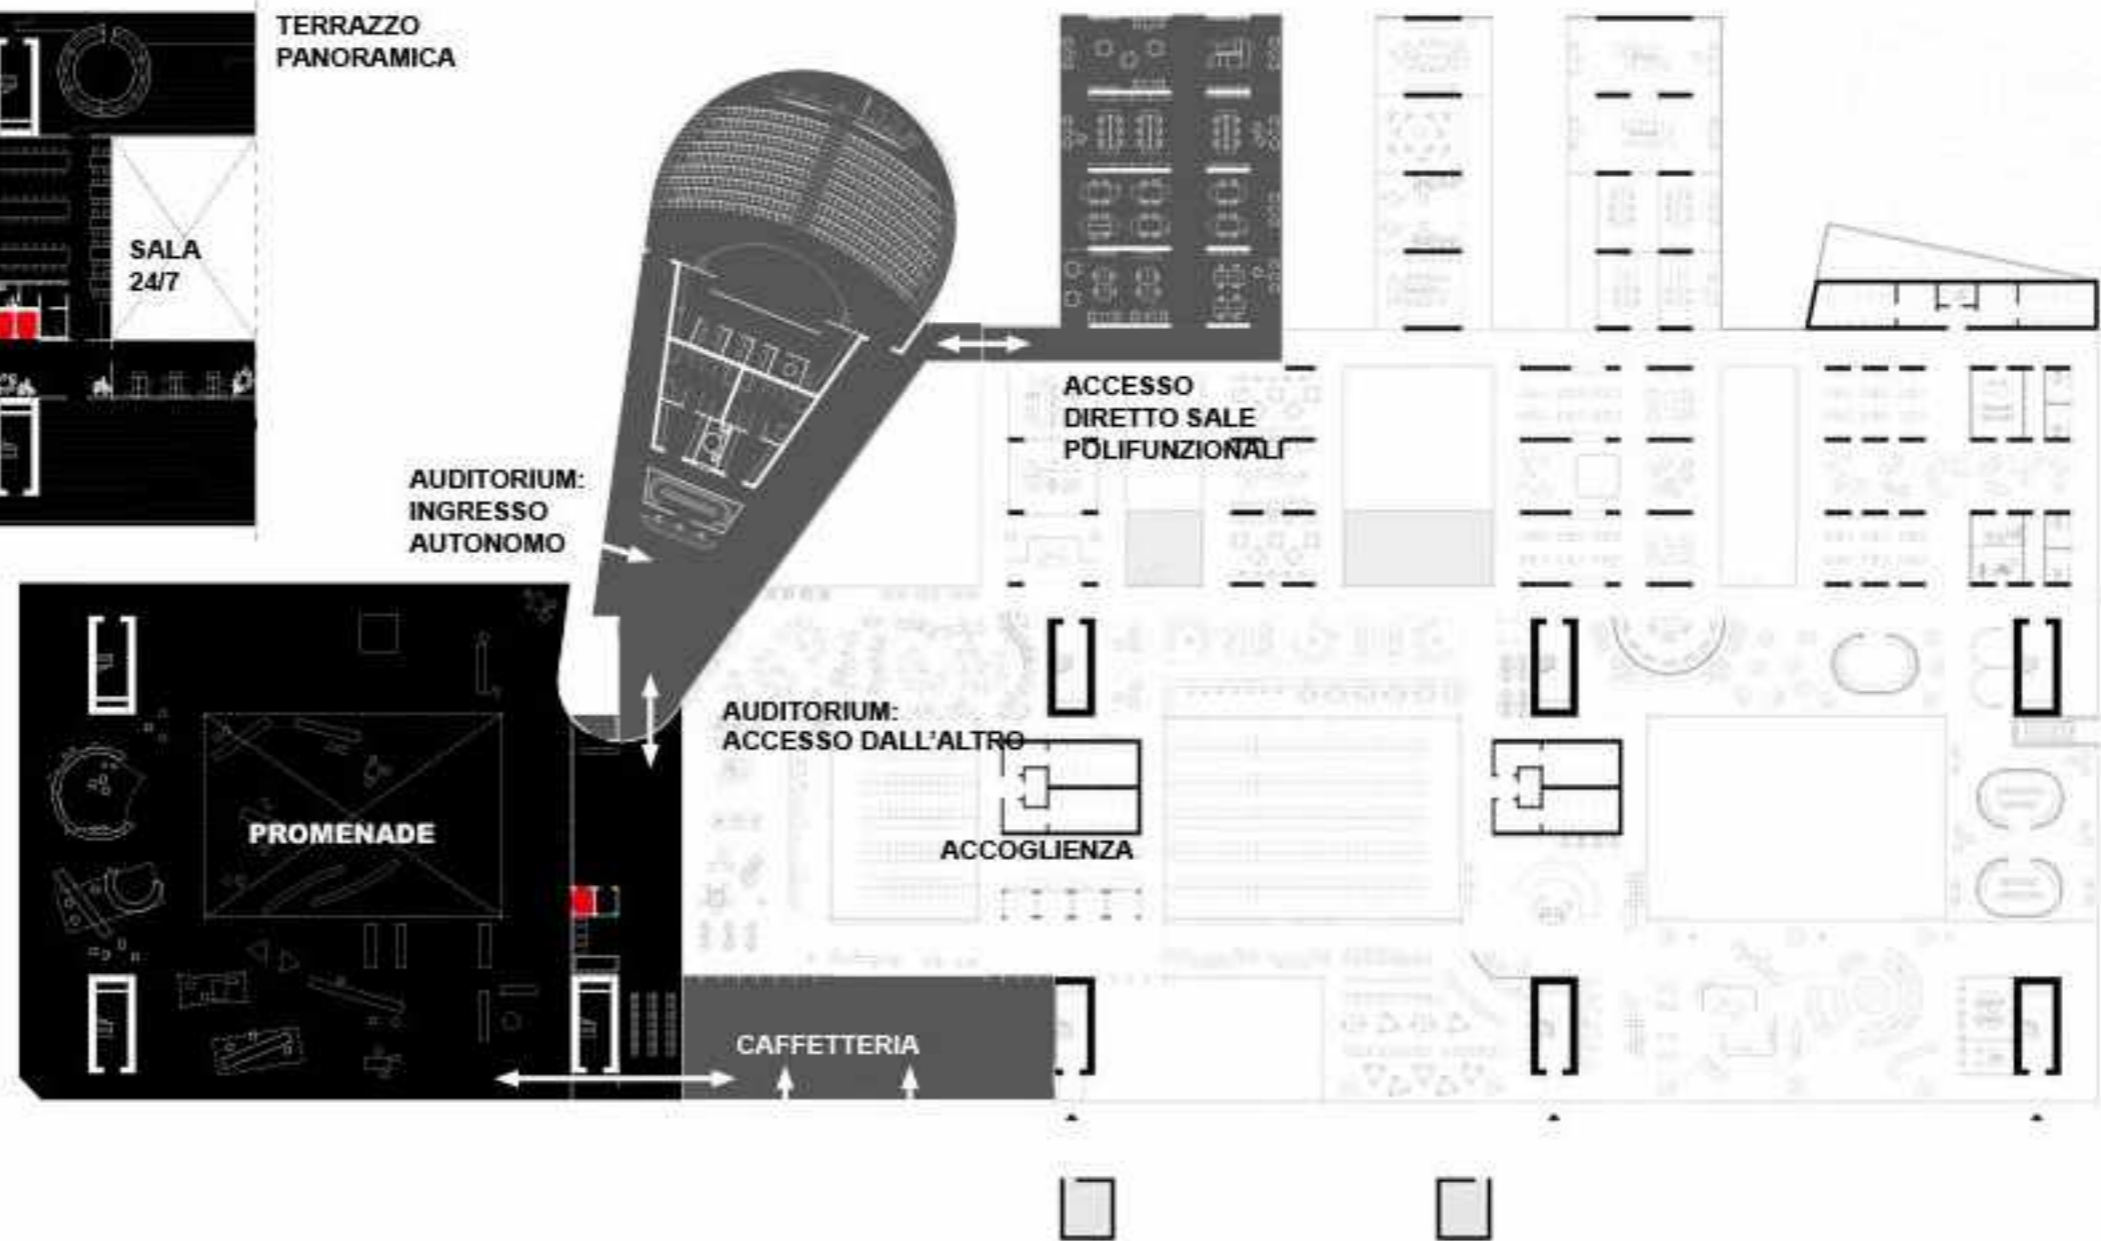 TERRAZZO
PANORAMICA
SALA
24/7
ACCESSO
DIRETTO SALE
POLIFUNZIONALI
AUDITORIUM:
INGRESSO
AUTONOMO
AUDITORIUM:
ACCESSO DALL'ALTRO
PROMENADE
ACCOGLIENZA
CAFFETTERIA